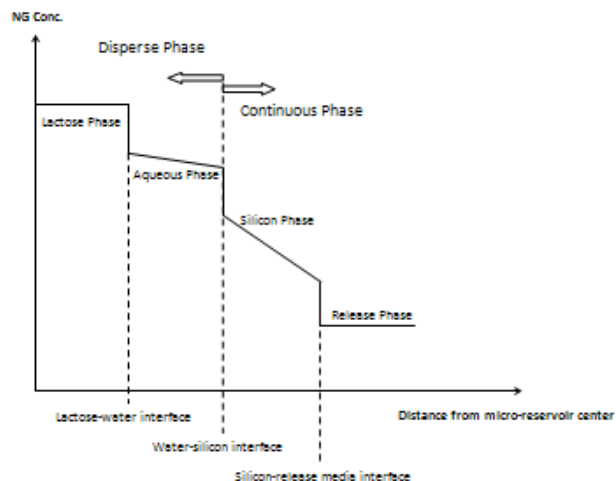 NG Conc.
Disperse Phase
Continuous Phase
Lactose Phase
Aqueous Phase
Silicon Phase
Release Phase
Lactose-water interface
Distance from micro-reservoir center
Water-silicon interface
Silicon-release media interface